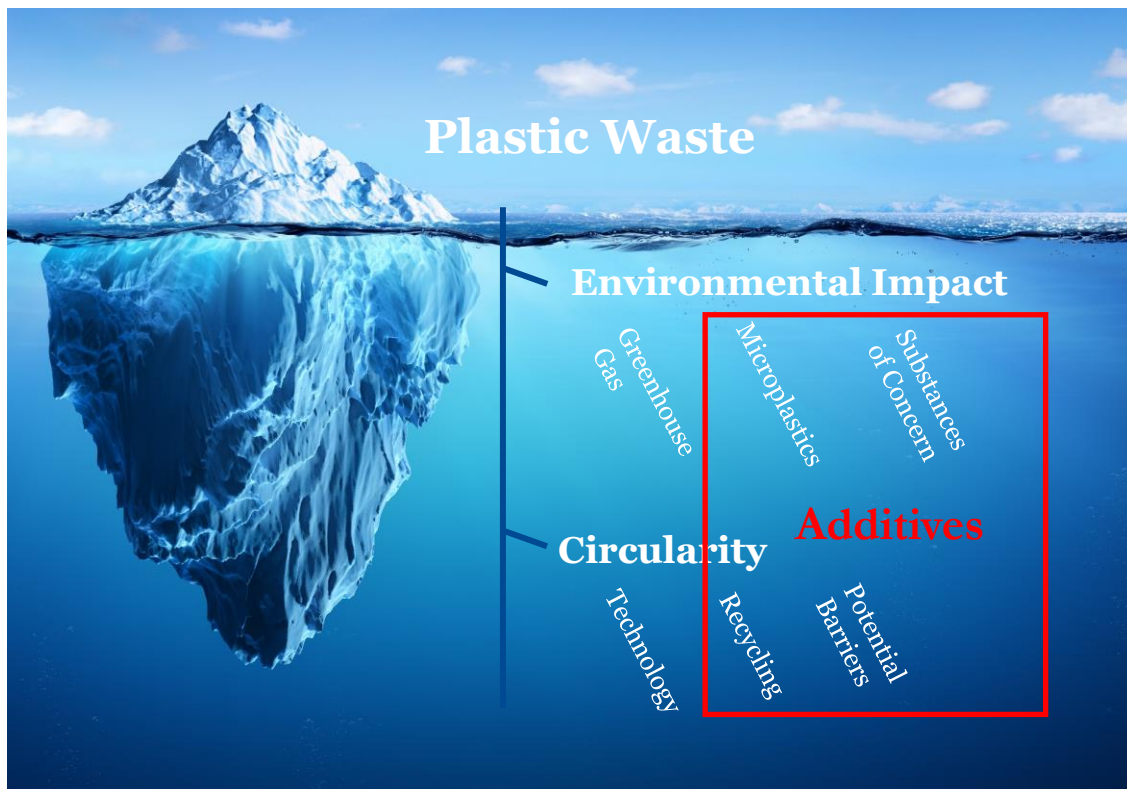 Plastic Waste
Environmental Impact
Greenhouse
Gas
Microplastics
Substances
of Concern
Additives
Circularity
Technology
Recycling
Potential
Barriers